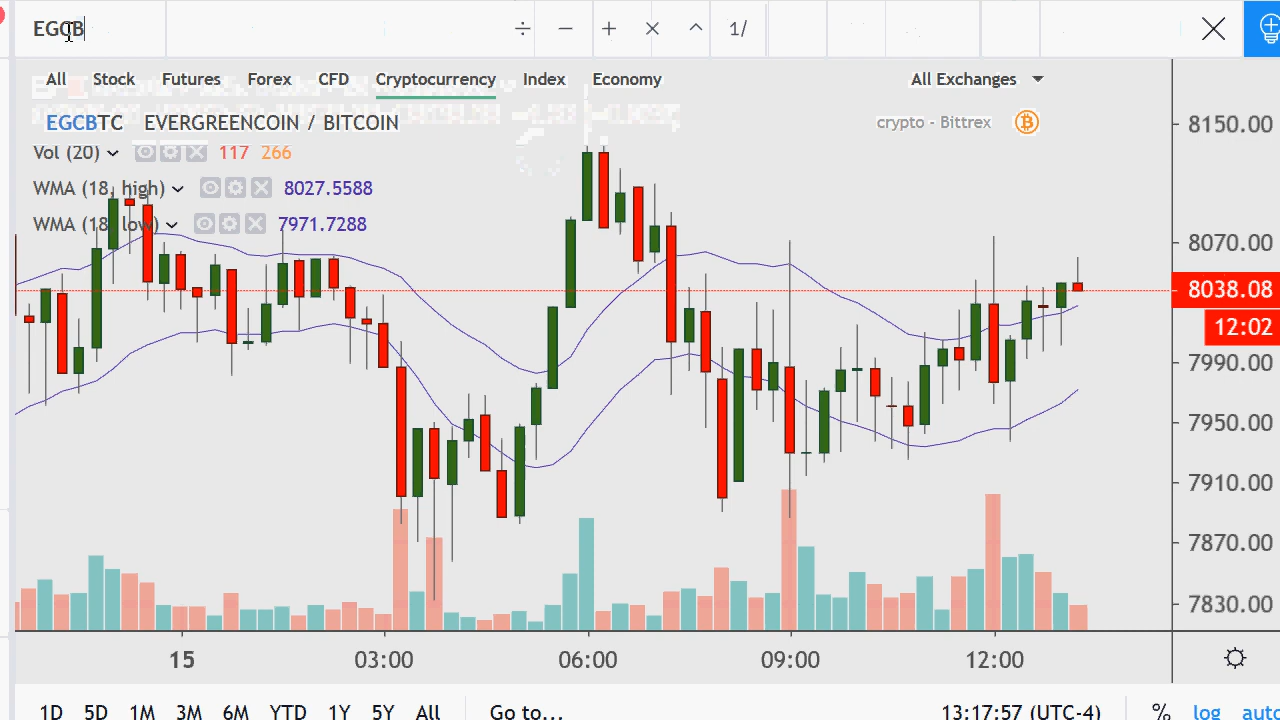 EGCB ÷ − + × ^ 1/
All Stock Futures Forex CFD Cryptocurrency Index Economy All Exchanges
EGCBTC EVERGREENCOIN / BITCOIN crypto - Bittrex
Vol (20) 117 266
WMA (18, high) 8027.5588
WMA (18, low) 7971.7288
8150.00
8070.00
8038.08
12:02
7990.00
7950.00
7910.00
7870.00
7830.00
15 03:00 06:00 09:00 12:00
1D 5D 1M 3M 6M YTD 1Y 5Y All Go to... 13:17:57 (UTC-4) % log auto